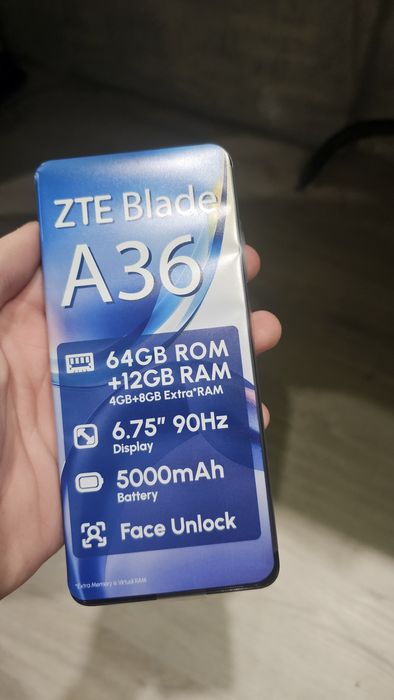 ZTE Blade
A36
64GB ROM
+12GB RAM
4GB+8GB Extra*RAM
6.75" 90Hz
Display
5000mAh
Battery
Face Unlock
*Extra Memory is Virtual RAM